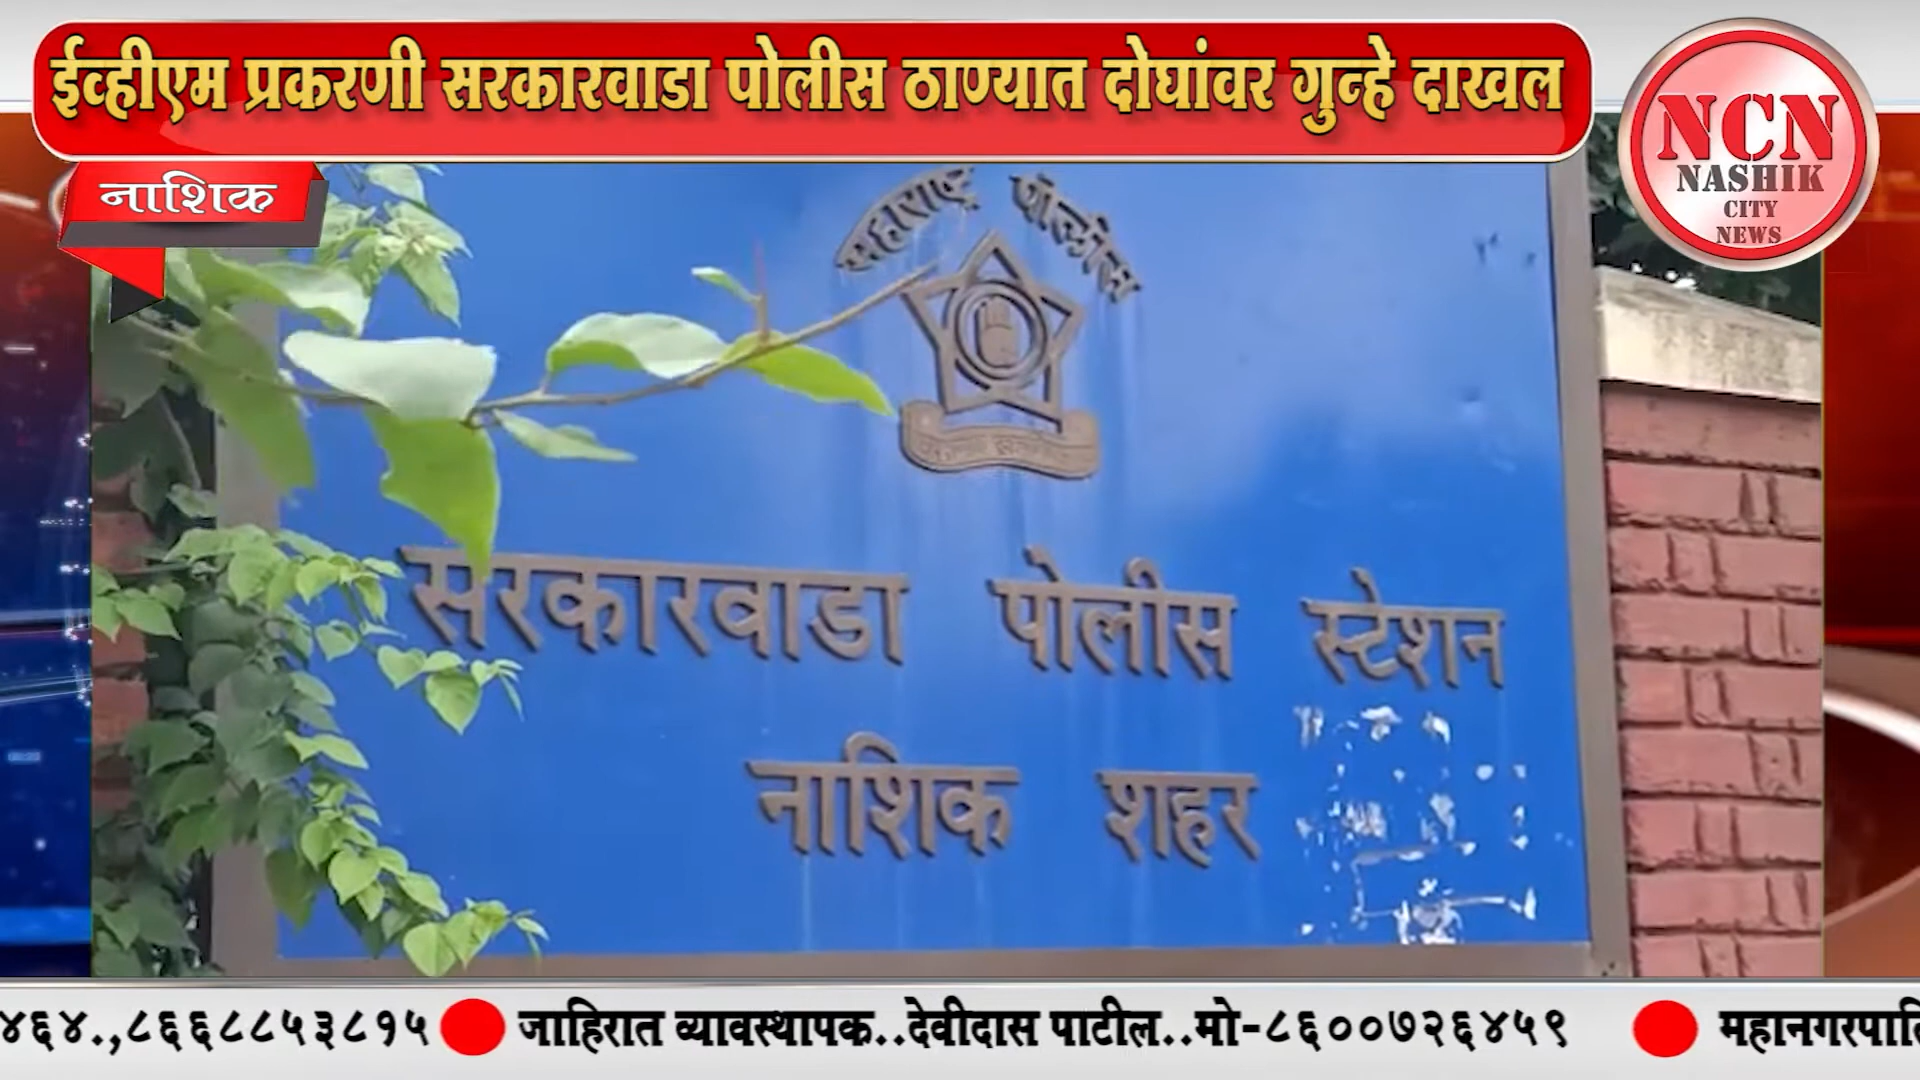 ईव्हीएम प्रकरणी सरकारवाडा पोलीस ठाण्यात दोघांवर गुन्हे दाखल
NCN
NASHIK
CITY
NEWS
नाशिक
महाराष्ट्र पोलीस
सरकारवाडा पोलीस स्टेशन
नाशिक शहर
४६४.,८६६८८५३८१५ जाहिरात व्यावस्थापक..देवीदास पाटील..मो-८६००७२६४५९